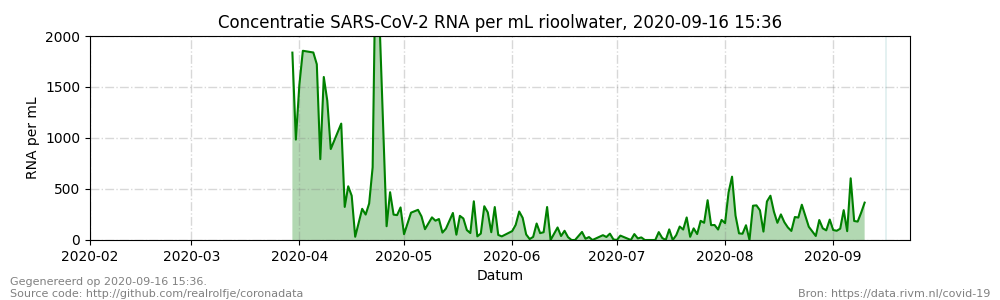 Concentratie SARS-CoV-2 RNA per mL rioolwater, 2020-09-16 15:36
RNA per mL
2000
1500
1000
500
0
2020-02 2020-03 2020-04 2020-05 2020-06 2020-07 2020-08 2020-09
Datum
Gegenereerd op 2020-09-16 15:36.
Source code: http://github.com/realrolfje/coronadata
Bron: https://data.rivm.nl/covid-19